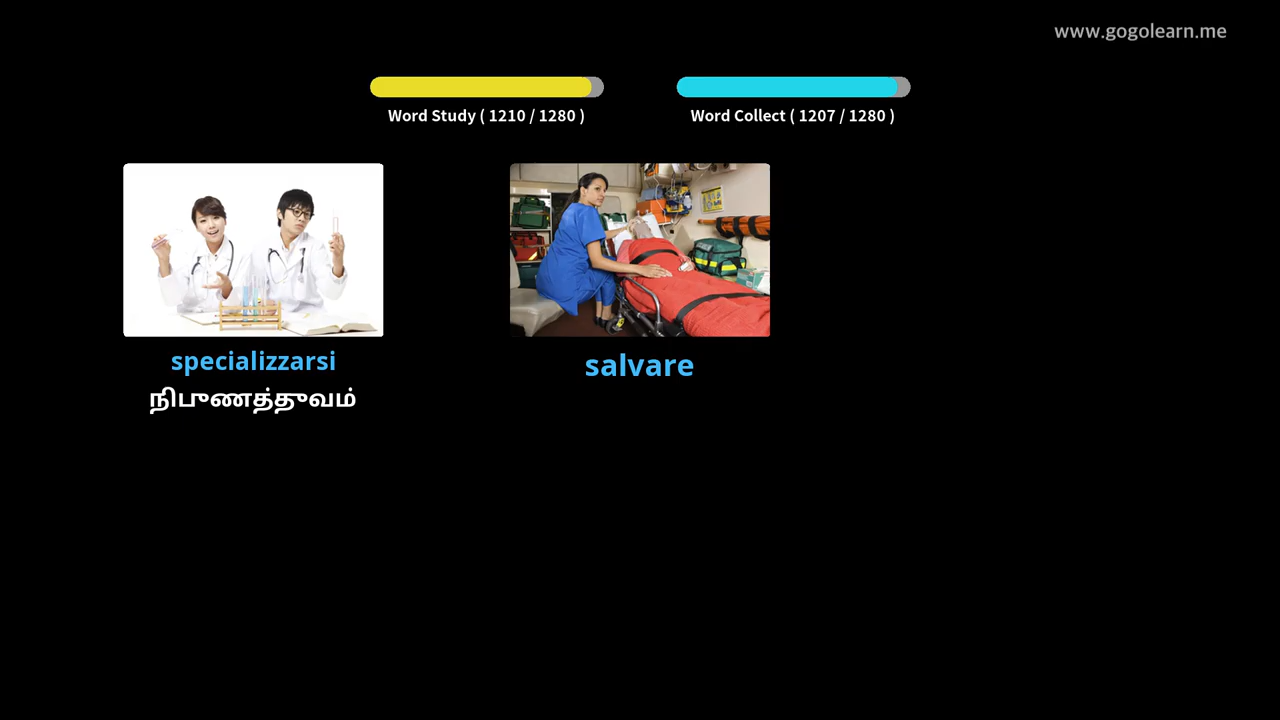 www.gogolearn.me
Word Study ( 1210 / 1280 )
Word Collect ( 1207 / 1280 )
specializzarsi
நிபுணத்துவம்
salvare